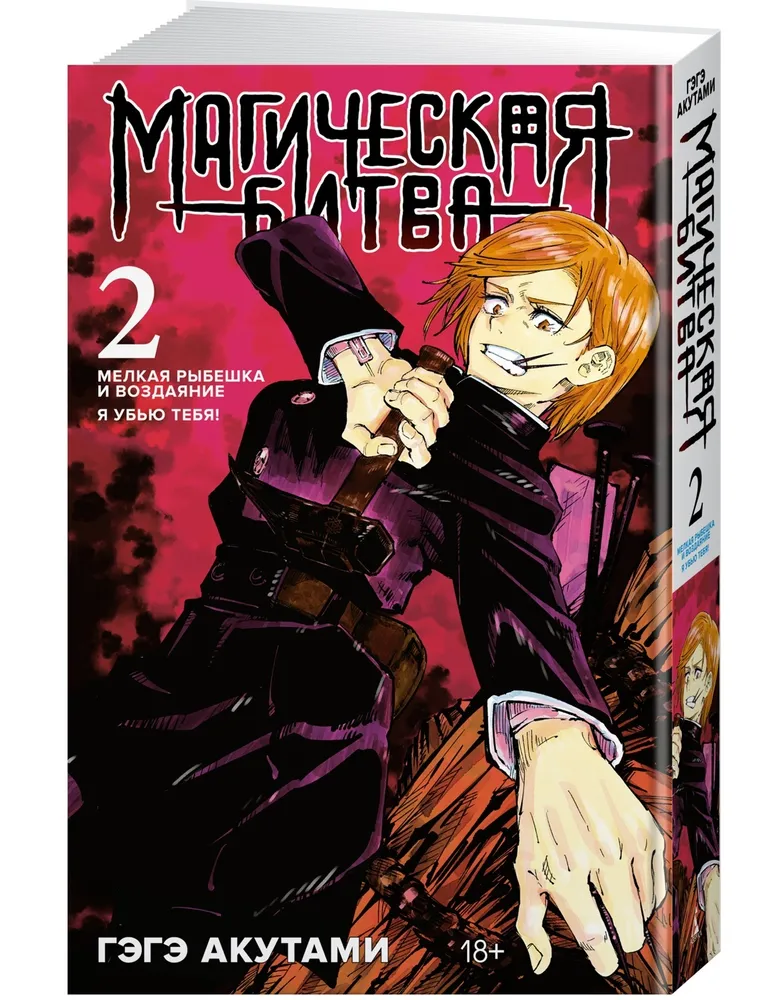 МАГИЧЕСКАЯ
БИТВА
2
МЕЛКАЯ РЫБЕШКА
И ВОЗДАЯНИЕ
Я УБЬЮ ТЕБЯ!
ГЭГЭ АКУТАМИ
18+
ГЭГЭ
АКУТАМИ
МАГИЧЕСКАЯ
БИТВА
2
МЕЛКАЯ РЫБЕШКА
И ВОЗДАЯНИЕ
Я УБЬЮ ТЕБЯ!